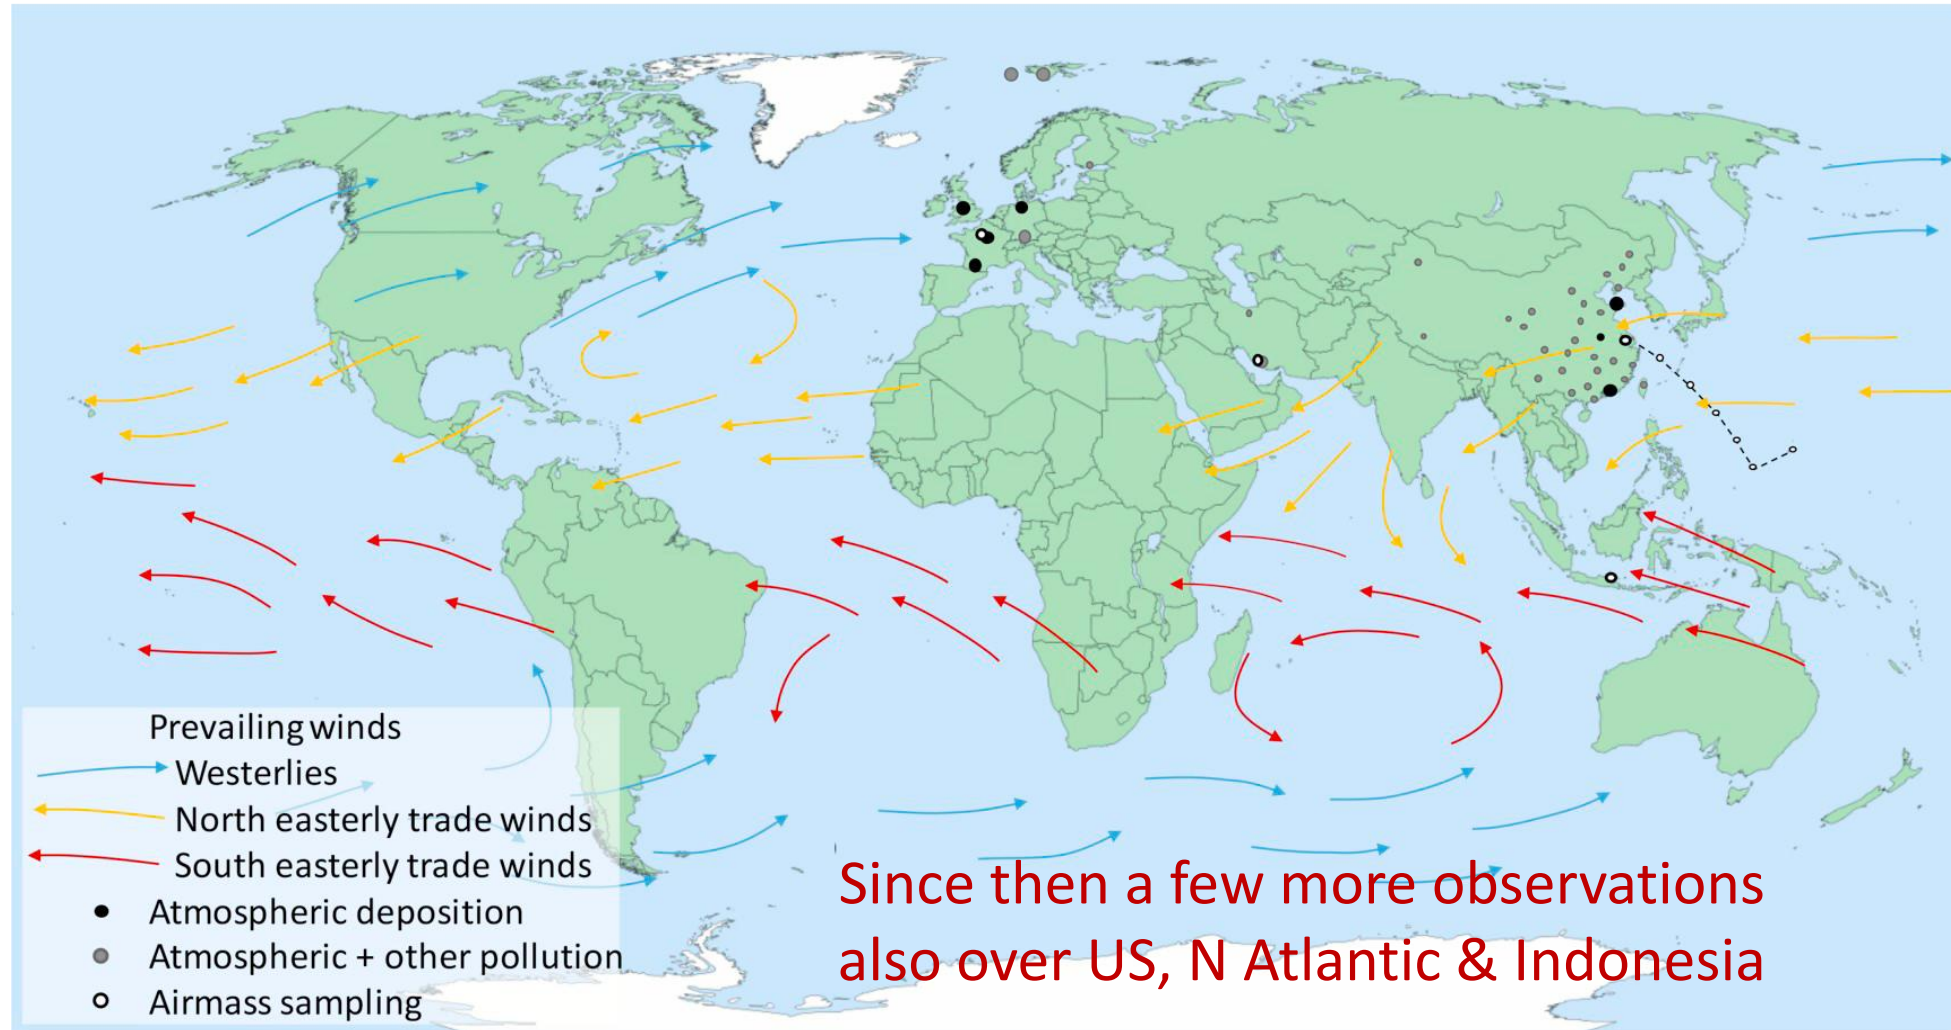 Prevailing winds
Westerlies
North easterly trade winds
South easterly trade winds
Atmospheric deposition
Atmospheric + other pollution
Airmass sampling
Since then a few more observations
also over US, N Atlantic & Indonesia